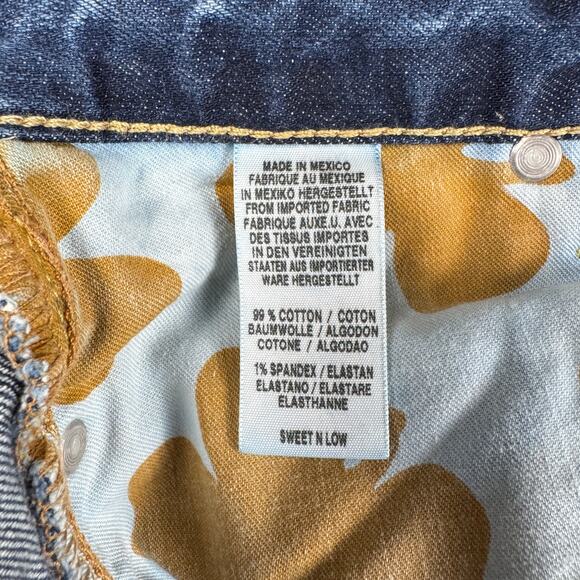 MADE IN MEXICO
FABRIQUE AU MEXIQUE
IN MEXIKO HERGESTELLT
FROM IMPORTED FABRIC
FABRIQUE AUX E.U. AVEC
DES TISSUS IMPORTES
IN DEN VEREINIGTEN
STAATEN AUS IMPORTIERTER
WARE HERGESTELLT
99 % COTTON / COTON
BAUMWOLLE / ALGODON
COTONE / ALGODAO
1% SPANDEX / ELASTAN
ELASTANO / ELASTARE
ELASTHANNE
SWEET N LOW